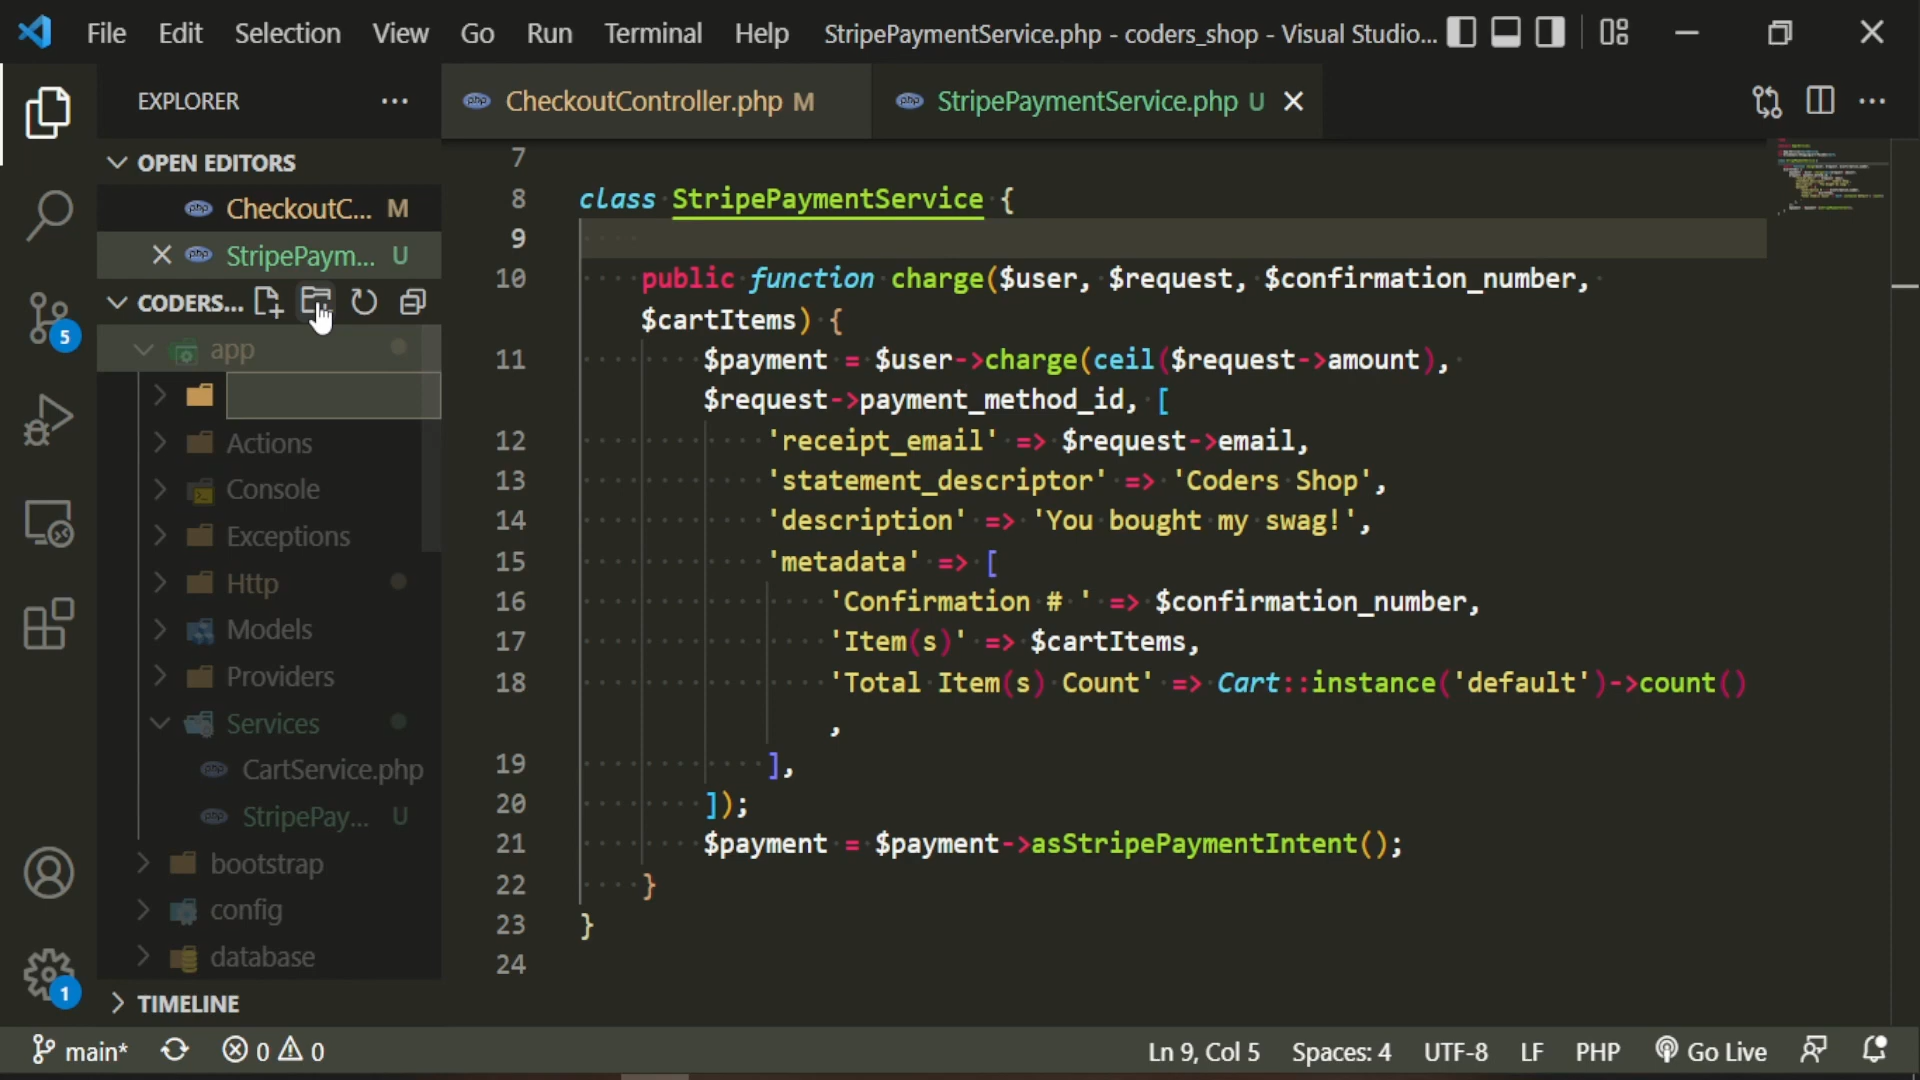 File Edit Selection View Go Run Terminal Help StripePaymentService.php - coders_shop - Visual Studio...
EXPLORER ...
CheckoutController.php M
StripePaymentService.php U
OPEN EDITORS
CheckoutC... M
StripePaym... U
CODERS...
app
Actions
Console
Exceptions
Http
Models
Providers
Services
CartService.php
StripePay... U
bootstrap
config
database
TIMELINE
5
1
7
8 class StripePaymentService {
9
10 public function charge($user, $request, $confirmation_number,
$cartItems) {
11 $payment = $user->charge(ceil($request->amount),
$request->payment_method_id, [
12 'receipt_email' => $request->email,
13 'statement_descriptor' => 'Coders Shop',
14 'description' => 'You bought my swag!',
15 'metadata' => [
16 'Confirmation # ' => $confirmation_number,
17 'Item(s)' => $cartItems,
18 'Total Item(s) Count' => Cart::instance('default')->count()
,
19 ],
20 ]);
21 $payment = $payment->asStripePaymentIntent();
22 }
23 }
24
main* 0 0 Ln 9, Col 5 Spaces: 4 UTF-8 LF PHP Go Live